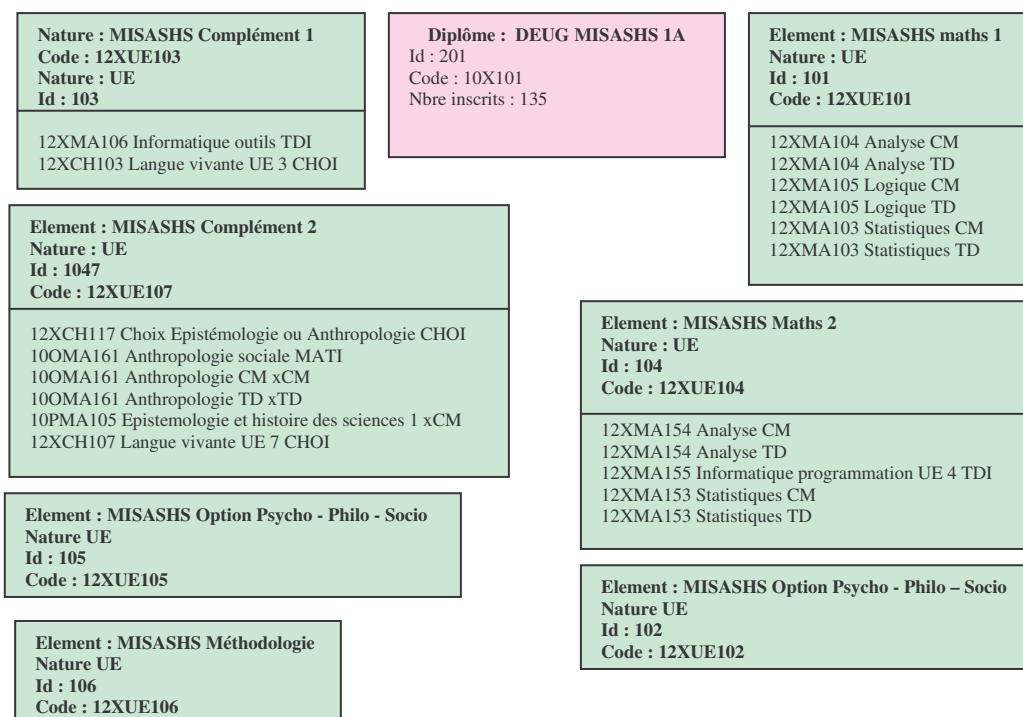 Nature : MISASHS Complément 1
Code : 12XUE103
Nature : UE
Id : 103
12XMA106 Informatique outils TDI
12XCH103 Langue vivante UE 3 CHOI
Diplôme : DEUG MISASHS 1A
Id : 201
Code : 10X101
Nbre inscrits : 135
Element : MISASHS maths 1
Nature : UE
Id : 101
Code : 12XUE101
12XMA104 Analyse CM
12XMA104 Analyse TD
12XMA105 Logique CM
12XMA105 Logique TD
12XMA103 Statistiques CM
12XMA103 Statistiques TD
Element : MISASHS Complément 2
Nature : UE
Id : 1047
Code : 12XUE107
12XCH117 Choix Epistémologie ou Anthropologie CHOI
10OMA161 Anthropologie sociale MATI
10OMA161 Anthropologie CM xCM
10OMA161 Anthropologie TD xTD
10PMA105 Epistemologie et histoire des sciences 1 xCM
12XCH107 Langue vivante UE 7 CHOI
Element : MISASHS Maths 2
Nature : UE
Id : 104
Code : 12XUE104
12XMA154 Analyse CM
12XMA154 Analyse TD
12XMA155 Informatique programmation UE 4 TDI
12XMA153 Statistiques CM
12XMA153 Statistiques TD
Element : MISASHS Option Psycho - Philo - Socio
Nature UE
Id : 105
Code : 12XUE105
Element : MISASHS Option Psycho - Philo – Socio
Nature UE
Id : 102
Code : 12XUE102
Element : MISASHS Méthodologie
Nature UE
Id : 106
Code : 12XUE106